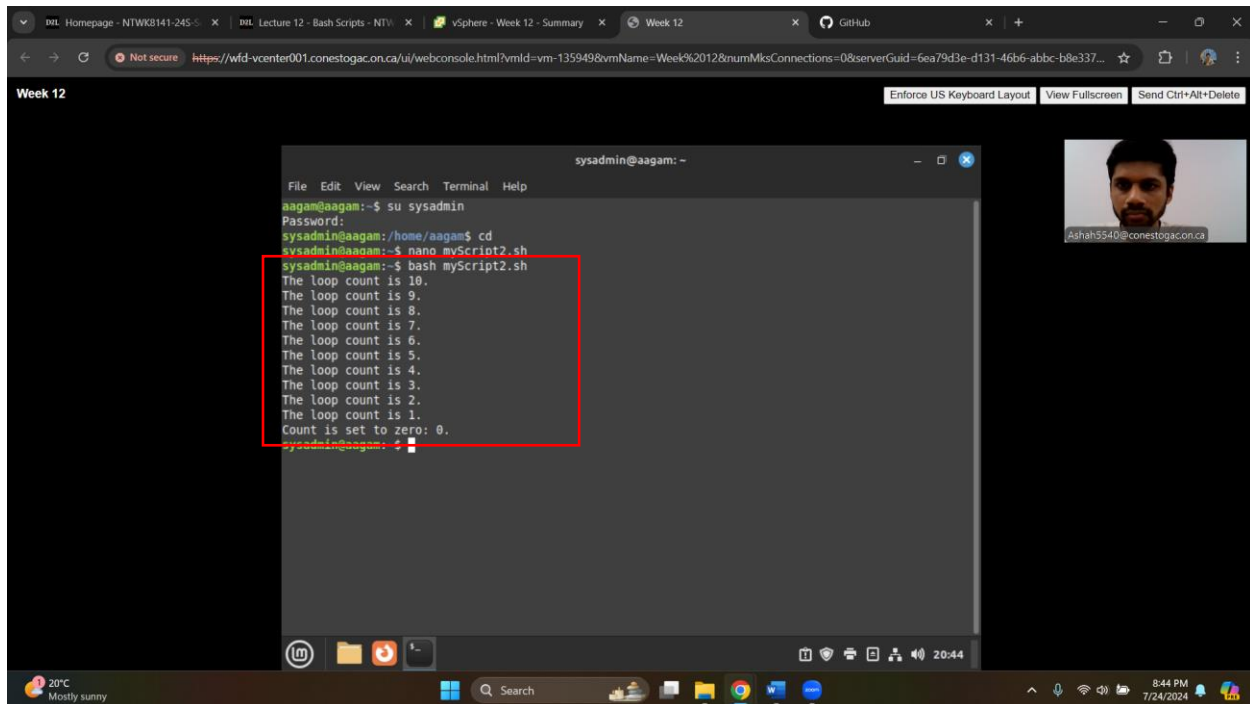 Homepage - NTWK8141-24S-S
Lecture 12 - Bash Scripts - NTW
vSphere - Week 12 - Summary
Week 12
GitHub
Not secure https://wfd-vcenter001.conestogac.on.ca/ui/webconsole.html?vmId=vm-135949&vmName=Week%2012&numMksConnections=0&serverGuid=6ea79d3e-d131-46b6-abbc-b8e337...
Week 12
Enforce US Keyboard Layout
View Fullscreen
Send Ctrl+Alt+Delete
sysadmin@aagam: ~
File Edit View Search Terminal Help
aagam@aagam:~$ su sysadmin
Password:
sysadmin@aagam:/home/aagam$ cd
sysadmin@aagam:~$ nano myScript2.sh
sysadmin@aagam:~$ bash myScript2.sh
The loop count is 10.
The loop count is 9.
The loop count is 8.
The loop count is 7.
The loop count is 6.
The loop count is 5.
The loop count is 4.
The loop count is 3.
The loop count is 2.
The loop count is 1.
Count is set to zero: 0.
sysadmin@aagam:~$
Ashah5540@conestogac.on.ca
20:44
1
20°C
Mostly sunny
Search
8:44 PM
7/24/2024